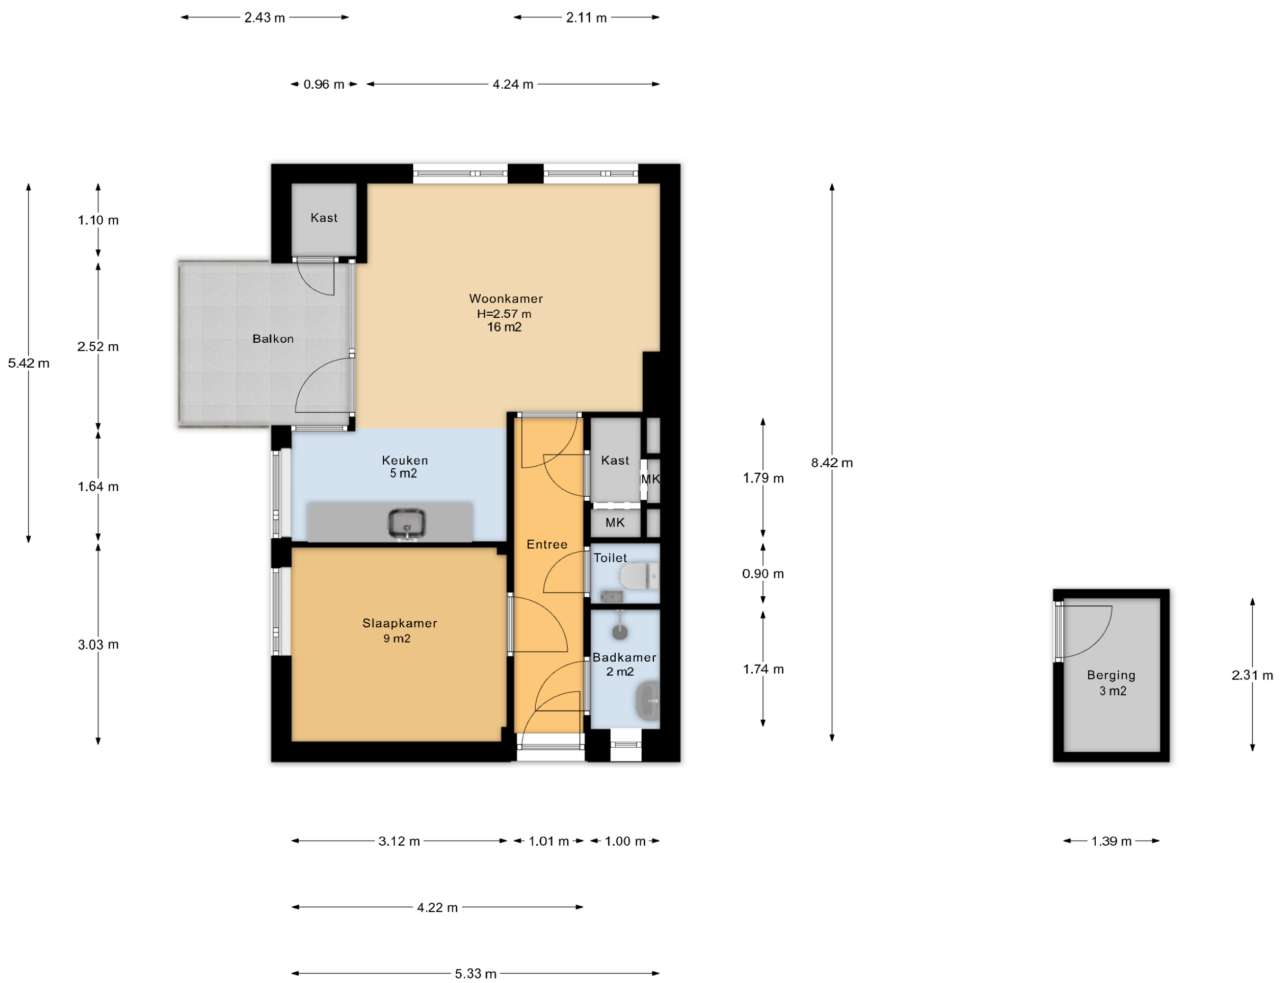 2.43 m
2.11 m
0.96 m
4.24 m
Kast
1.10 m
Woonkamer
H=2.57 m
16 m2
Balkon
2.52 m
5.42 m
Keuken
5 m2
Kast
MK
1.64 m
1.79 m
8.42 m
MK
Entree
Toilet
0.90 m
Slaapkamer
9 m2
3.03 m
Badkamer
2 m2
1.74 m
Berging
3 m2
2.31 m
3.12 m
1.01 m
1.00 m
1.39 m
4.22 m
5.33 m